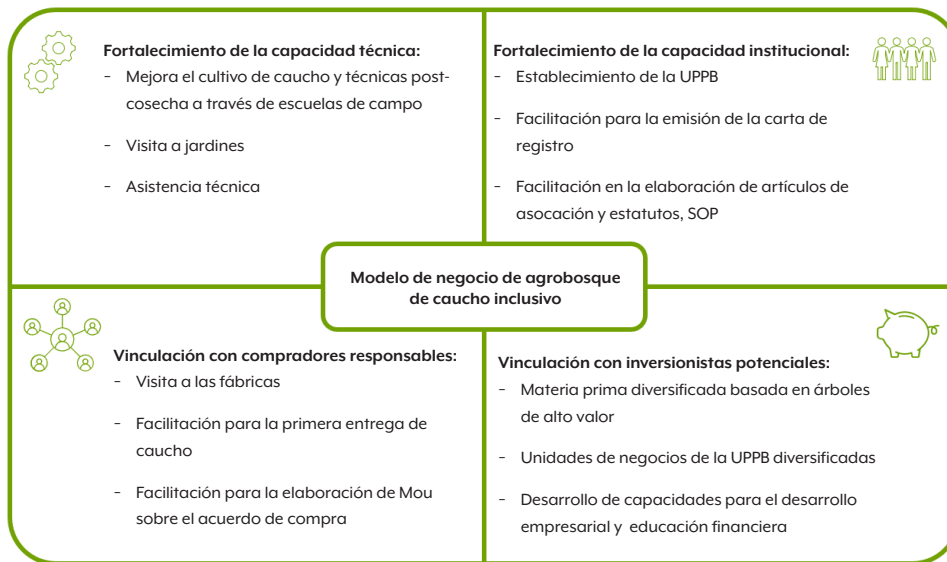 Fortalecimiento de la capacidad técnica:
- Mejora el cultivo de caucho y técnicas post-
cosecha a través de escuelas de campo
- Visita a jardines
- Asistencia técnica
Fortalecimiento de la capacidad institucional:
- Establecimiento de la UPPB
- Facilitación para la emisión de la carta de
registro
- Facilitación en la elaboración de artículos de
asocación y estatutos, SOP
Modelo de negocio de agrobosque
de caucho inclusivo
Vinculación con compradores responsables:
- Visita a las fábricas
- Facilitación para la primera entrega de
caucho
- Facilitación para la elaboración de Mou
sobre el acuerdo de compra
Vinculación con inversionistas potenciales:
- Materia prima diversificada basada en árboles
de alto valor
- Unidades de negocios de la UPPB diversificadas
- Desarrollo de capacidades para el desarrollo
empresarial y educación financiera